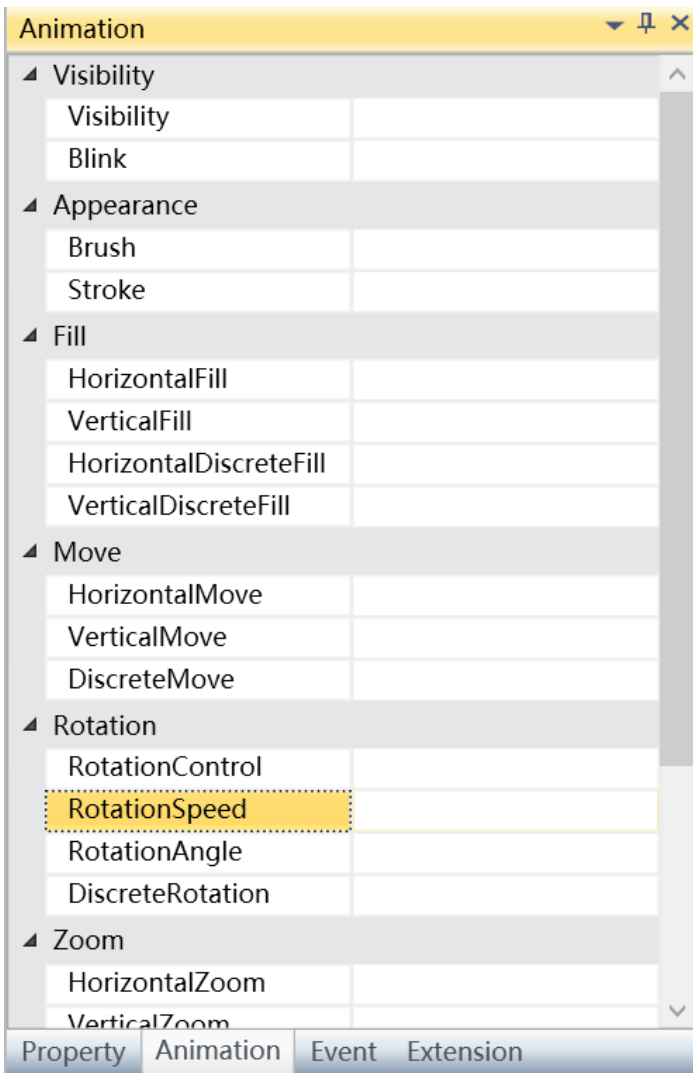 Animation
Visibility
Visibility
Blink
Appearance
Brush
Stroke
Fill
HorizontalFill
VerticalFill
HorizontalDiscreteFill
VerticalDiscreteFill
Move
HorizontalMove
VerticalMove
DiscreteMove
Rotation
RotationControl
RotationSpeed
RotationAngle
DiscreteRotation
Zoom
HorizontalZoom
VerticalZoom
Property Animation Event Extension